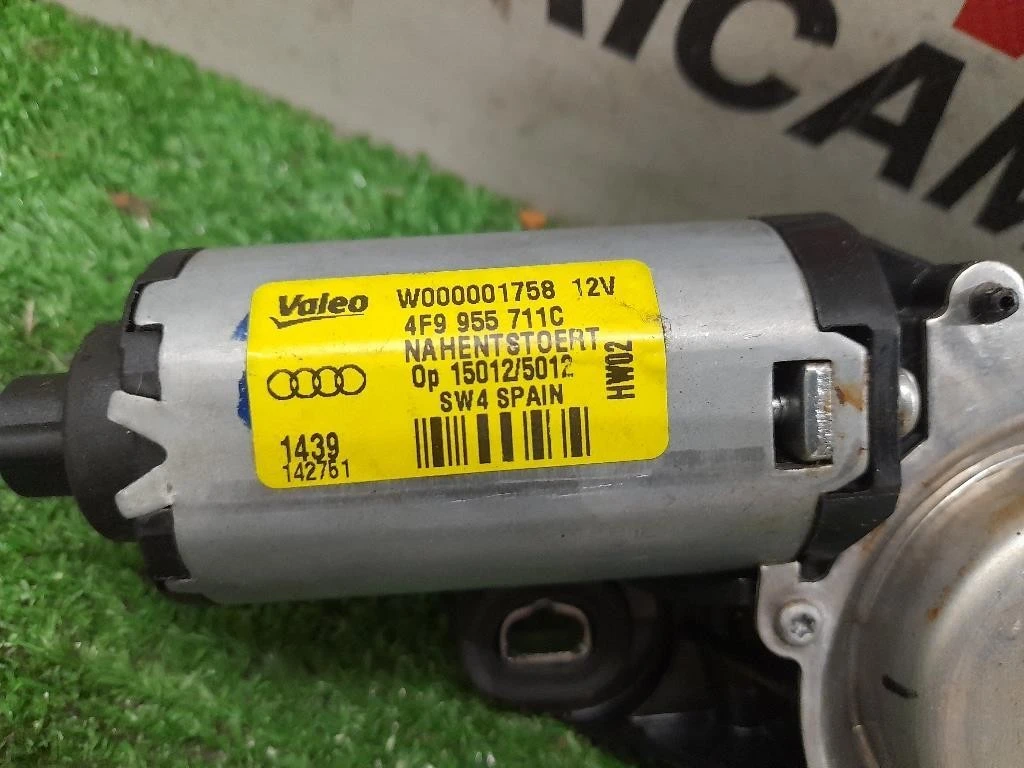 RICAM
Valeo W000001758 12V
4F9 955 711C
NAHENTSTOERT
Op 15012/5012
SW4 SPAIN
HW02
1439
142751